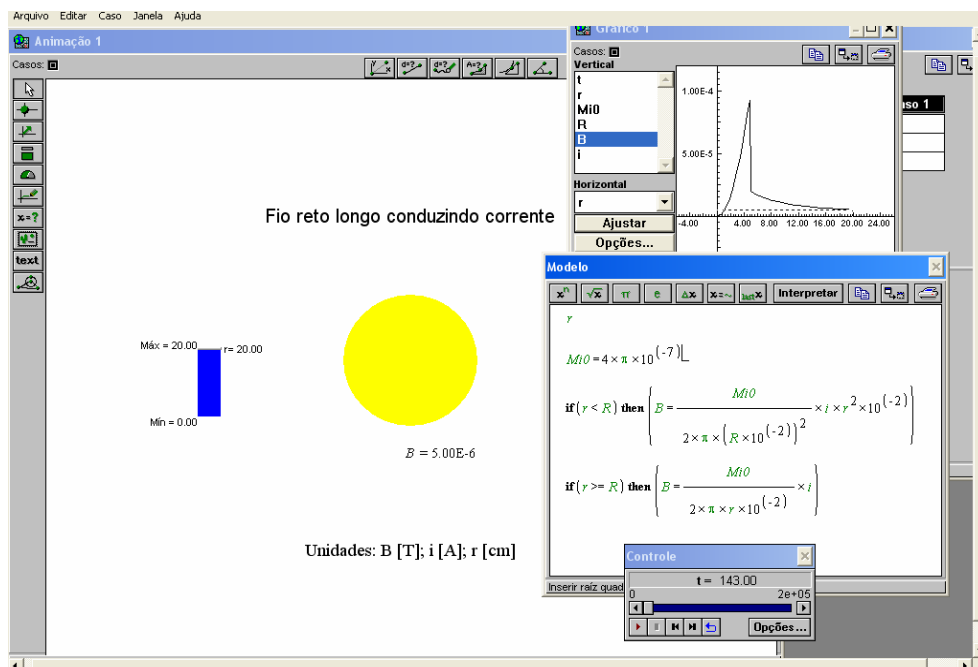 Arquivo Editar Caso Janela Ajuda
Animação 1
Casos:
text
x=?
Fio reto longo conduzindo corrente
Máx = 20.00
r= 20.00
Mín = 0.00
B = 5.00E-6
Unidades: B [T]; i [A]; r [cm]
Gráfico 1
Casos:
Vertical
t
r
Mi0
R
B
i
Horizontal
r
Ajustar
Opções...
1.00E-4
5.00E-5
-4.00 4.00 8.00 12.00 16.00 20.00 24.00
Modelo
xⁿ √x π e Δx last x Interpretar
r
Mi0 = 4 × π × 10^(-7)
if(r < R) then (B = Mi0 / (2 × π × (R × 10^(-2))^2) × i × r^2 × 10^(-2))
if(r >= R) then (B = Mi0 / (2 × π × r × 10^(-2)) × i)
Inserir raíz quad
Controle
t = 143.00
0 2e+05
Opções...